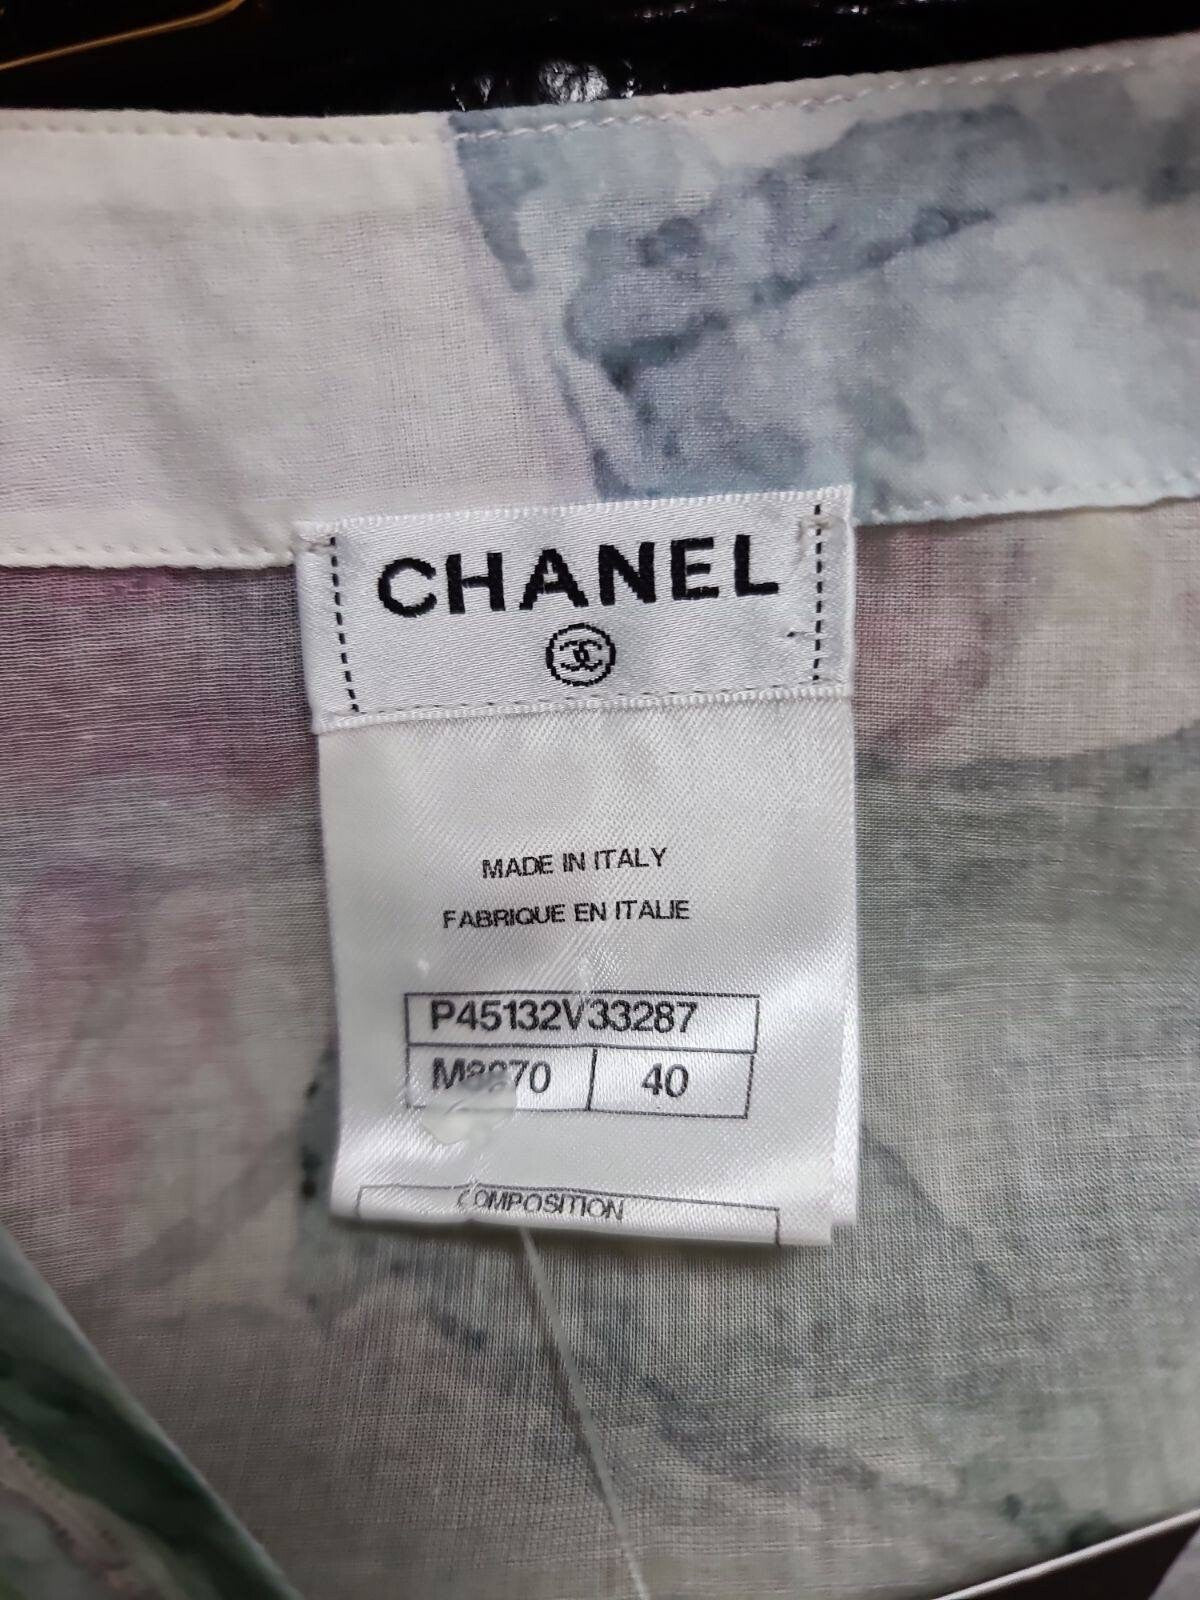 CHANEL
MADE IN ITALY
FABRIQUE EN ITALIE
P45132V33287
40
COMPOSITION